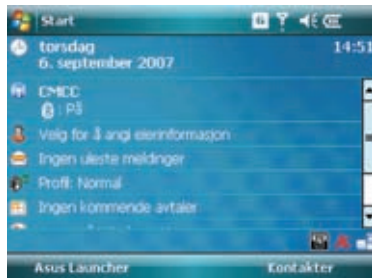 Start
torsdag 14:51
6. september 2007
CMCC
: På
Velg for å angi eierinformasjon
Ingen uleste meldinger
Profil: Normal
Ingen kommende avtaler
Asus Launcher Kontakter